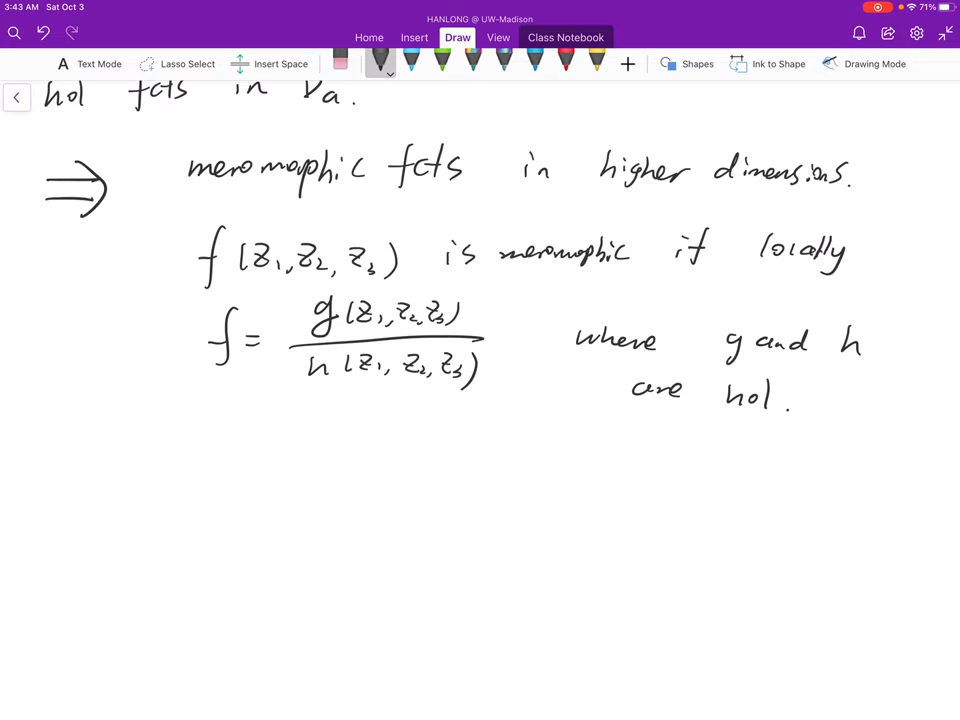 3:43 AM Sat Oct 3
71%
HANLONG @ UW-Madison
Home Insert Draw View Class Notebook
Text Mode Lasso Select Insert Space Shapes Ink to Shape Drawing Mode
hol fcts in Va.
⇒ meromorphic fcts in higher dimensions.
f(z₁,z₂,z₃) is meromophic if locally
f = g(z₁,z₂,z₃) / h(z₁,z₂,z₃) where g and h
are hol.